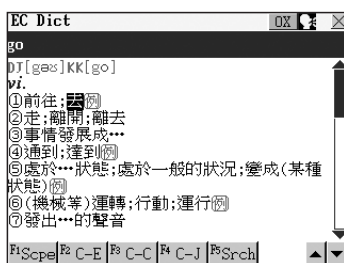 EC Dict OX
go
DJ[gəʊ]KK[go]
vi.
①前往;去例
②走;離開;離去
③事情發展成…
④通到;達到例
⑤處於…狀態;處於一般的狀況;變成(某種
狀態)例
⑥(機械等)運轉;行動;運行例
⑦發出…的聲音
F1Scpe F2 C-E F3 C-C F4 C-J F5Srch